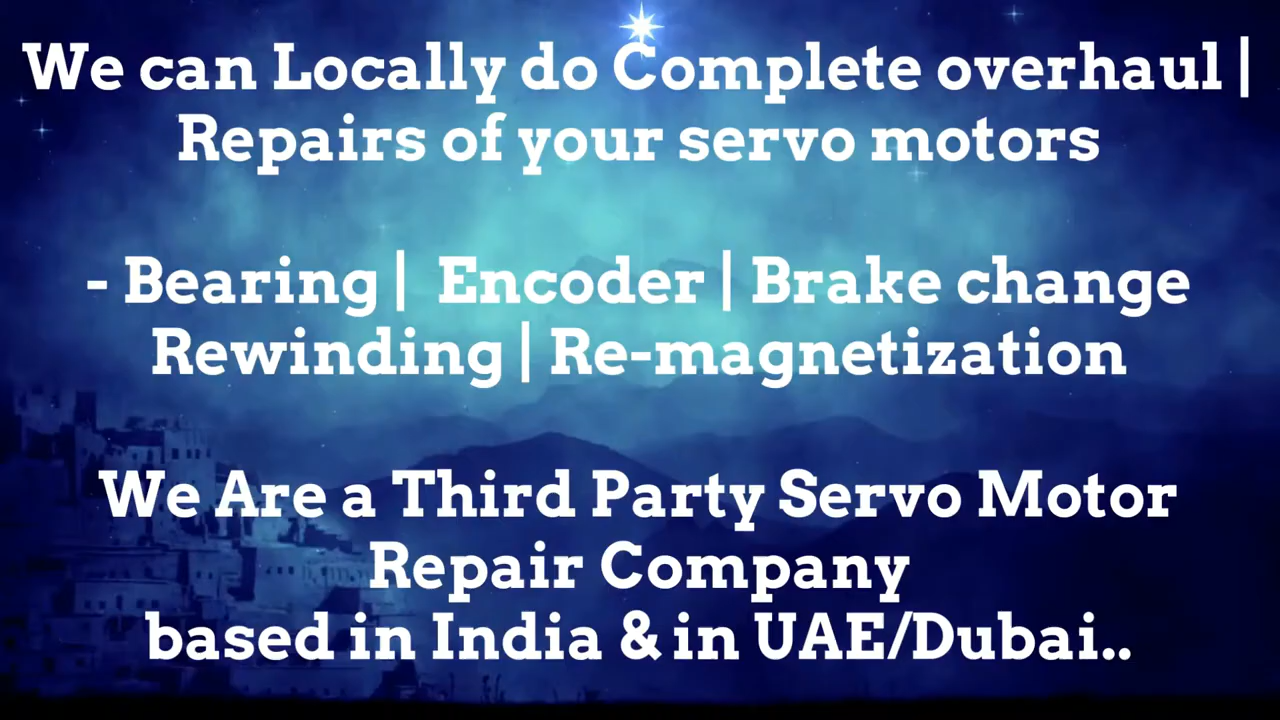 We can Locally do Complete overhaul |
Repairs of your servo motors
- Bearing | Encoder | Brake change
Rewinding | Re-magnetization
We Are a Third Party Servo Motor
Repair Company
based in India & in UAE/Dubai..